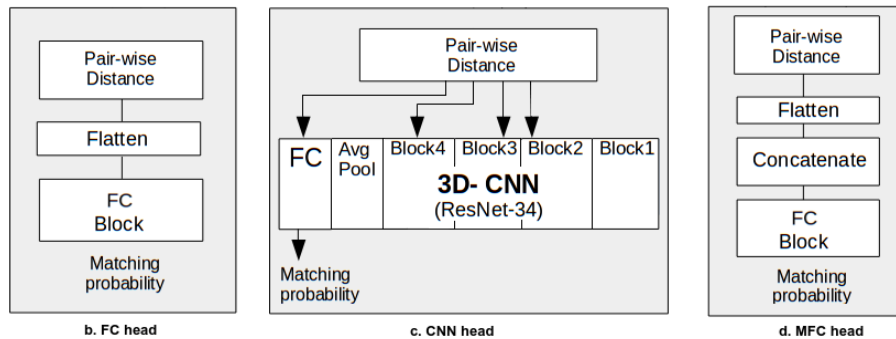 Pair-wise
Distance
Flatten
FC
Block
Matching
probability
b. FC head
Pair-wise
Distance
FC
Avg
Pool
Block4
Block3
Block2
Block1
3D- CNN
(ResNet-34)
Matching
probability
c. CNN head
Pair-wise
Distance
Flatten
Concatenate
FC
Block
Matching
probability
d. MFC head